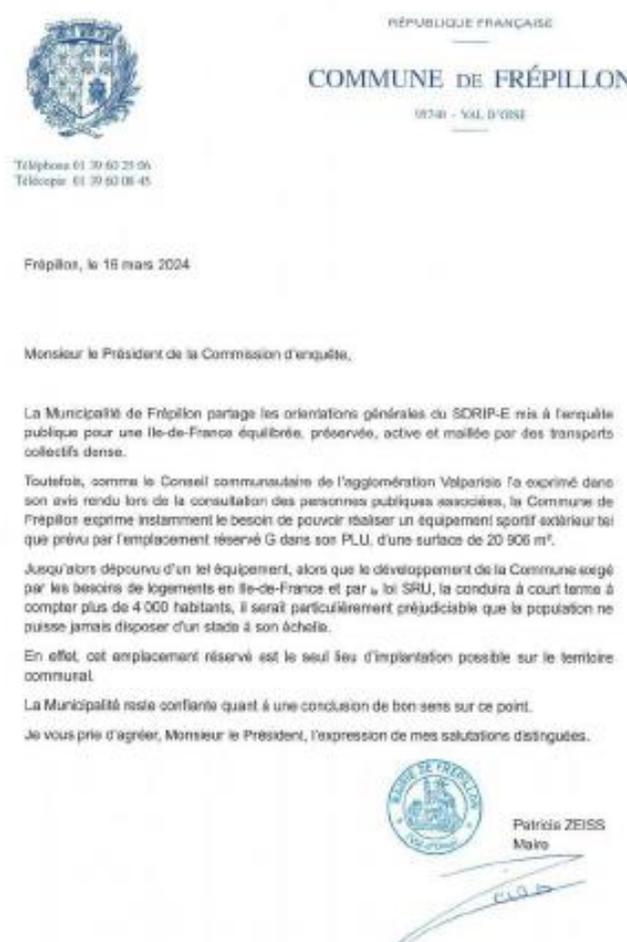 RÉPUBLIQUE FRANÇAISE
COMMUNE DE FRÉPILLON
95740 - VAL D'OISE
Téléphone 01 39 60 25 06
Télécopie 01 39 60 08 45
Frépillon, le 16 mars 2024
Monsieur le Président de la Commission d'enquête,
La Municipalité de Frépillon partage les orientations générales du SDRIP-E mis à l'enquête
publique pour une Ile-de-France équilibrée, préservée, active et maillée par des transports
collectifs dense.
Toutefois, comme le Conseil communautaire de l'agglomération Valparisis l'a exprimé dans
son avis rendu lors de la consultation des personnes publiques associées, la Commune de
Frépillon exprime instamment le besoin de pouvoir réaliser un équipement sportif extérieur tel
que prévu par l'emplacement réservé G dans son PLU, d'une surface de 20 906 m².
Jusqu'alors dépourvu d'un tel équipement, alors que le développement de la Commune exigé
par les besoins de logements en Ile-de-France et par la loi SRU, la conduira à court terme à
compter plus de 4 000 habitants, il serait particulièrement préjudiciable que la population ne
puisse jamais disposer d'un stade à son échelle.
En effet, cet emplacement réservé est le seul lieu d'implantation possible sur le territoire
communal.
La Municipalité reste confiante quant à une conclusion de bon sens sur ce point.
Je vous prie d'agréer, Monsieur le Président, l'expression de mes salutations distinguées.
MAIRIE DE FRÉPILLON
(Val-d'Oise)
Patricia ZEISS
Maire